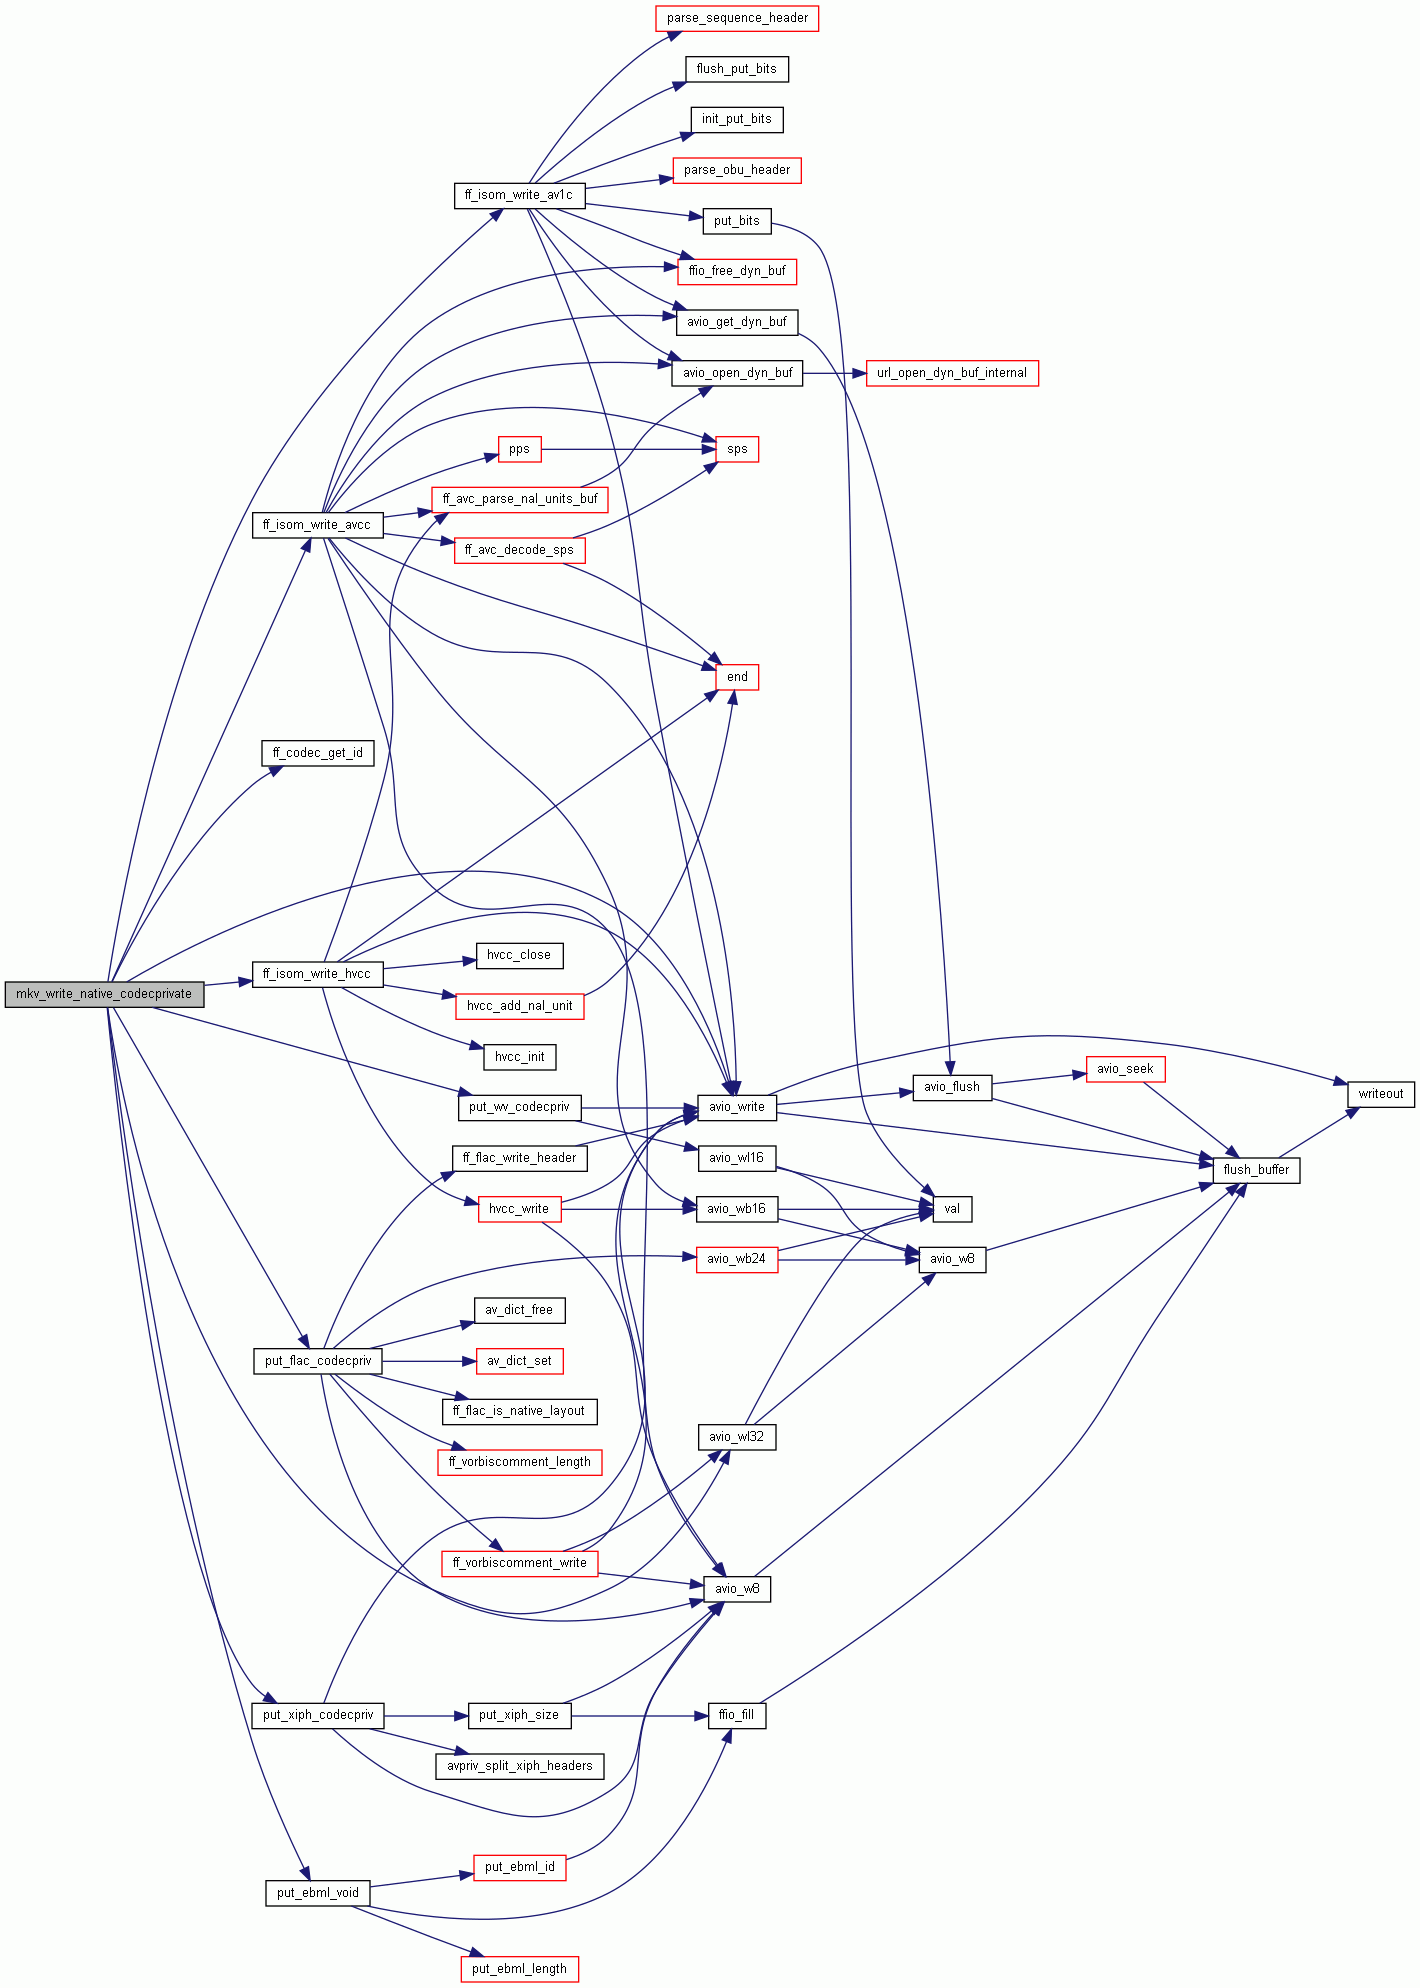 parse_sequence_header
flush_put_bits
init_put_bits
parse_obu_header
ff_isom_write_av1c
put_bits
ffio_free_dyn_buf
avio_get_dyn_buf
avio_open_dyn_buf
url_open_dyn_buf_internal
pps
sps
ff_avc_parse_nal_units_buf
ff_isom_write_avcc
ff_avc_decode_sps
end
ff_codec_get_id
hvcc_close
ff_isom_write_hvcc
mkv_write_native_codecprivate
hvcc_add_nal_unit
hvcc_init
avio_seek
avio_flush
writeout
put_wv_codecpriv
avio_write
ff_flac_write_header
avio_wl16
flush_buffer
hvcc_write
avio_wb16
val
avio_wb24
avio_w8
av_dict_free
put_flac_codecpriv
av_dict_set
ff_flac_is_native_layout
avio_wl32
ff_vorbiscomment_length
ff_vorbiscomment_write
avio_w8
put_xiph_codecpriv
put_xiph_size
ffio_fill
avpriv_split_xiph_headers
put_ebml_id
put_ebml_void
put_ebml_length